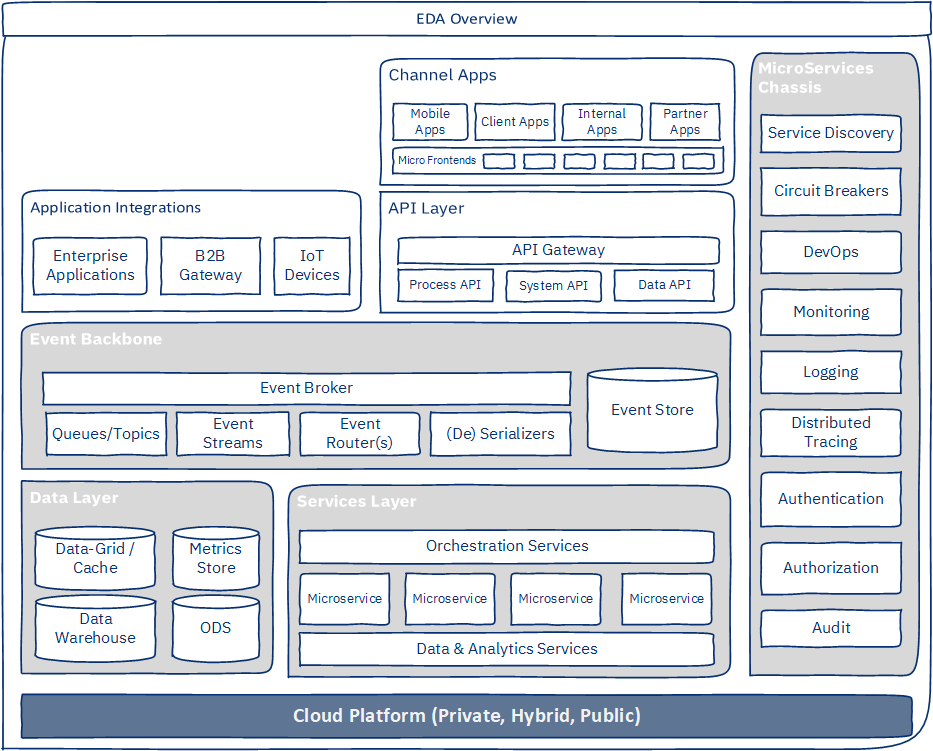 EDA Overview
Channel Apps
Mobile
Apps
Client Apps
Internal
Apps
Partner
Apps
Micro Frontends
Application Integrations
Enterprise
Applications
B2B
Gateway
IoT
Devices
API Layer
API Gateway
Process API
System API
Data API
Event Backbone
Event Broker
Queues/Topics
Event
Streams
Event
Router(s)
(De) Serializers
Event Store
Data Layer
Data-Grid /
Cache
Metrics
Store
Data
Warehouse
ODS
Services Layer
Orchestration Services
Microservice
Microservice
Microservice
Microservice
Data & Analytics Services
MicroServices
Chassis
Service Discovery
Circuit Breakers
DevOps
Monitoring
Logging
Distributed
Tracing
Authentication
Authorization
Audit
Cloud Platform (Private, Hybrid, Public)